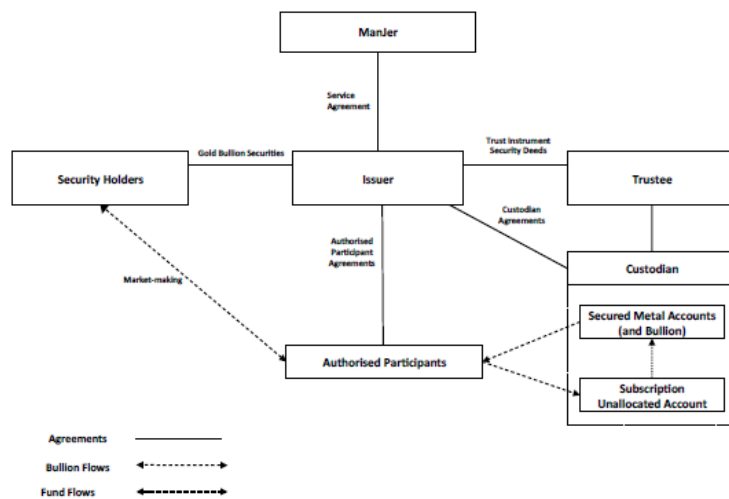 ManJer
Service
Agreement
Gold Bullion Securities
Trust Instrument
Security Deeds
Security Holders
Issuer
Trustee
Custodian
Agreements
Authorised
Participant
Agreements
Custodian
Market-making
Secured Metal Accounts
(and Bullion)
Authorised Participants
Subscription
Unallocated Account
Agreements
Bullion Flows
Fund Flows